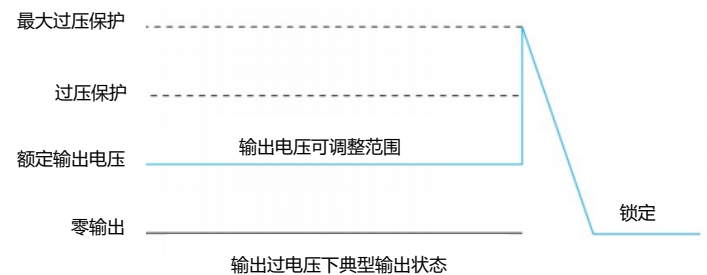 最大过压保护
过压保护
输出电压可调整范围
额定输出电压
锁定
零输出
输出过电压下典型输出状态